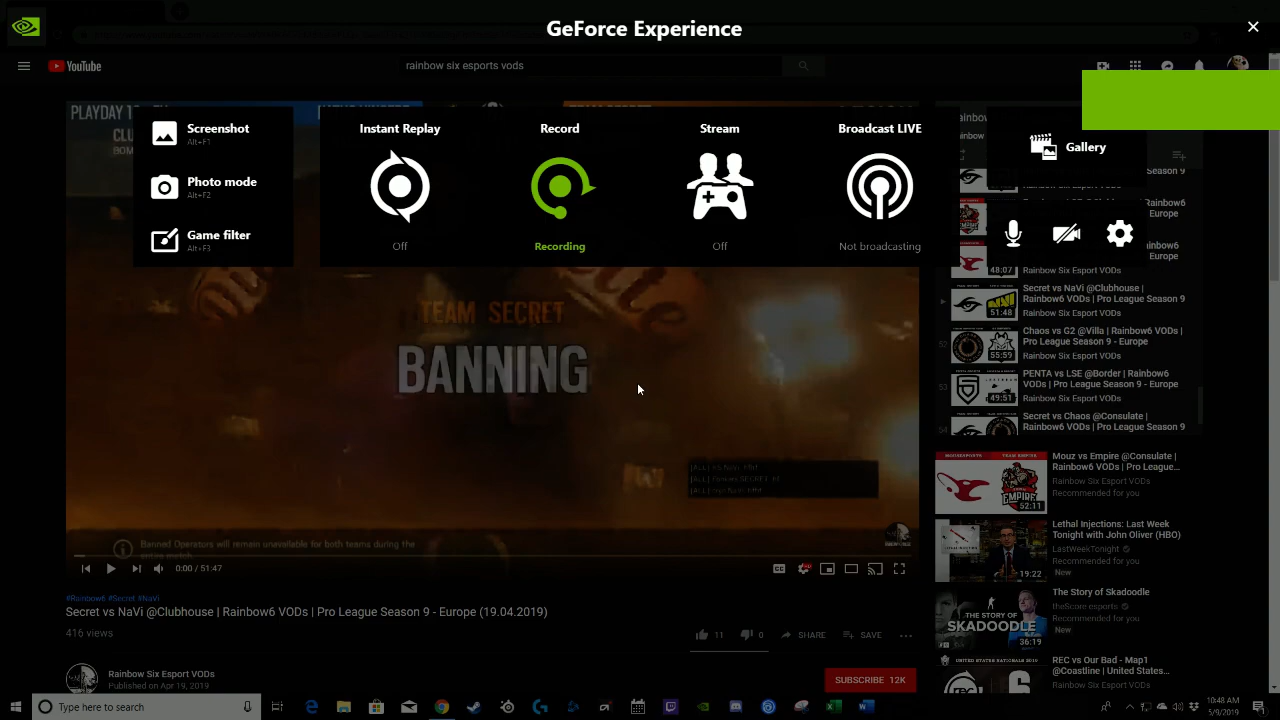 GeForce Experience
YouTube
rainbow six esports vods
PLAYDAY
Screenshot
Alt+F1
Photo mode
Alt+F2
Game filter
Alt+F3
Instant Replay
Off
Record
Recording
Stream
Off
Broadcast LIVE
Not broadcasting
Gallery
TEAM SECRET
BANNING
Banned Operators will remain unavailable for both teams during the
entire match.
0:00 / 51:47
48:07
Rainbow Six Esport VODs
51:48
Secret vs NaVi @Clubhouse |
Rainbow6 VODs | Pro League Season 9
Rainbow Six Esport VODs
52
55:59
Chaos vs G2 @Villa | Rainbow6 VODs |
Pro League Season 9 - Europe
Rainbow Six Esport VODs
53
49:51
PENTA vs LSE @Border | Rainbow6
VODs | Pro League Season 9 - Europe
Rainbow Six Esport VODs
Secret vs Chaos @Consulate |
Rainbow6 VODs | Pro League Season 9
52:11
Mouz vs Empire @Consulate |
Rainbow6 VODs | Pro League...
Rainbow Six Esport VODs
Recommended for you
19:22
Lethal Injections: Last Week
Tonight with John Oliver (HBO)
LastWeekTonight
Recommended for you
New
THE STORY OF
SKADOODLE
36:19
The Story of Skadoodle
theScore esports
Recommended for you
New
REC vs Our Bad - Map1
@Coastline | United States...
Rainbow Six Esport VODs
#Rainbow6 #Secret #NaVi
Secret vs NaVi @Clubhouse | Rainbow6 VODs | Pro League Season 9 - Europe (19.04.2019)
416 views
11
0
SHARE
SAVE
Rainbow Six Esport VODs
Published on Apr 19, 2019
SUBSCRIBE 12K
Type here to search
10:48 AM
5/9/2019